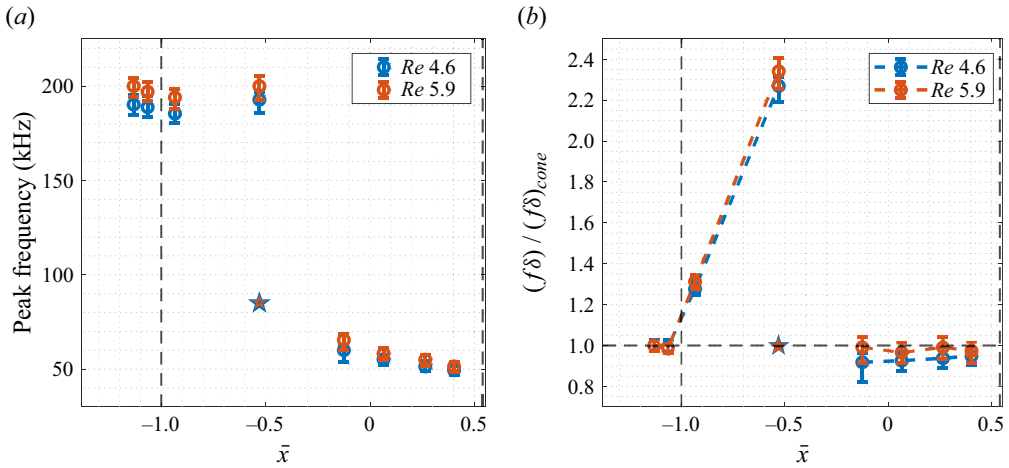 (a)
Peak frequency (kHz)
200
150
100
50
Re 4.6
Re 5.9
–1.0
–0.5
0
0.5
x̄
(b)
(fδ) / (fδ)cone
2.4
2.2
2.0
1.8
1.6
1.4
1.2
1.0
0.8
Re 4.6
Re 5.9
–1.0
–0.5
0
0.5
x̄